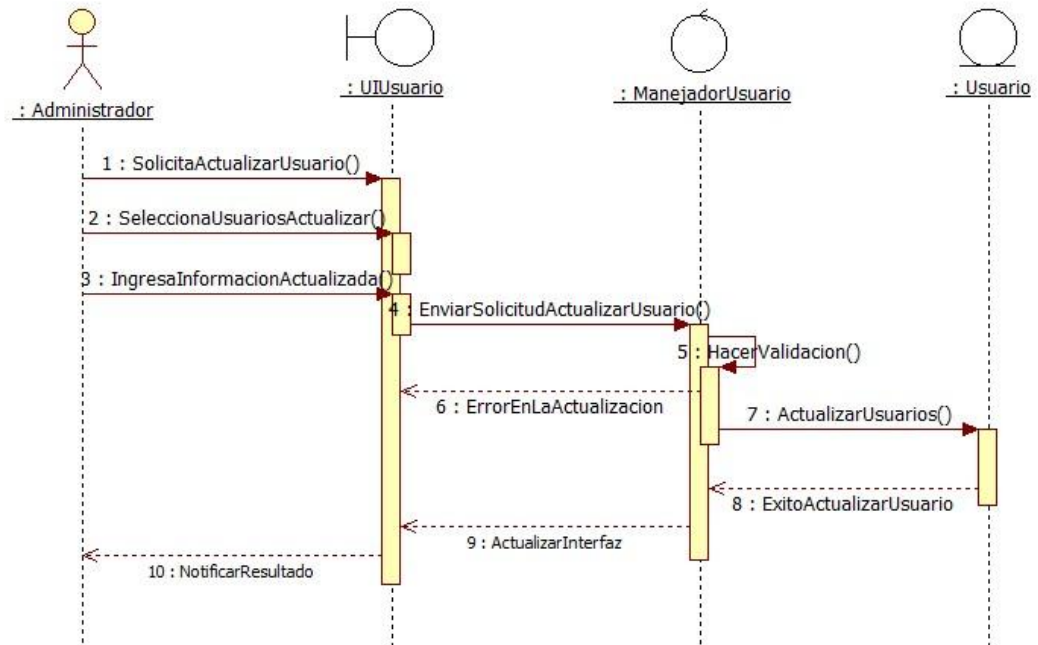 : Administrador
: UIUsuario
: ManejadorUsuario
: Usuario
1 : SolicitaActualizarUsuario()
2 : SeleccionaUsuariosActualizar()
3 : IngresaInformacionActualizada()
4 : EnviarSolicitudActualizarUsuario()
5 : HacerValidacion()
6 : ErrorEnLaActualizacion
7 : ActualizarUsuarios()
8 : ExitoActualizarUsuario
9 : ActualizarInterfaz
10 : NotificarResultado